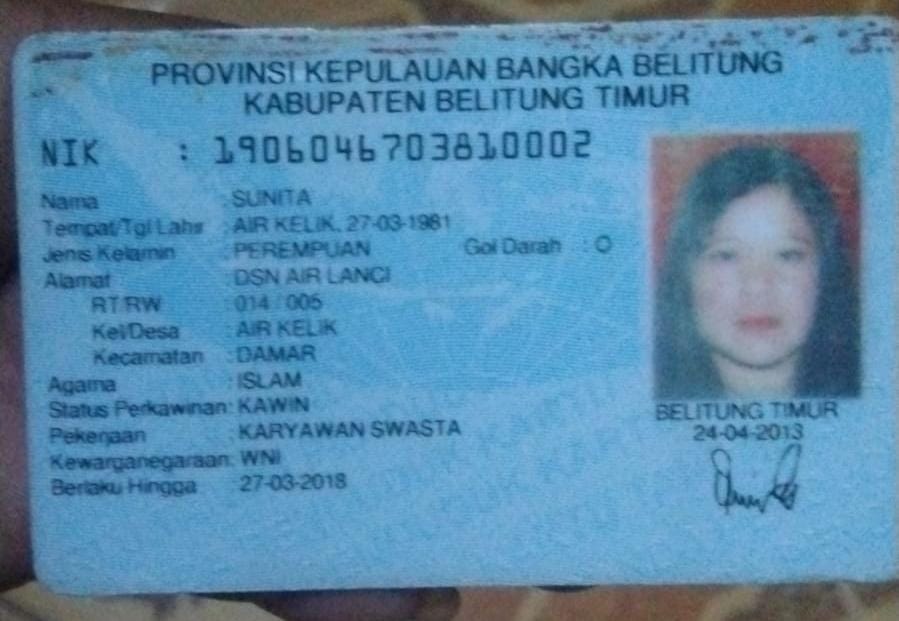 PROVINSI KEPULAUAN BANGKA BELITUNG
KABUPATEN BELITUNG TIMUR
NIK : 1906046703810002
Nama : SUNITA
Tempat/Tgl Lahir : AIR KELIK, 27-03-1981
Jenis Kelamin : PEREMPUAN Gol Darah : O
Alamat : DSN AIR LANCI
RT/RW : 014 / 005
Kel/Desa : AIR KELIK
Kecamatan : DAMAR
Agama : ISLAM
Status Perkawinan: KAWIN
Pekerjaan : KARYAWAN SWASTA
Kewarganegaraan: WNI
Berlaku Hingga : 27-03-2018
BELITUNG TIMUR
24-04-2013